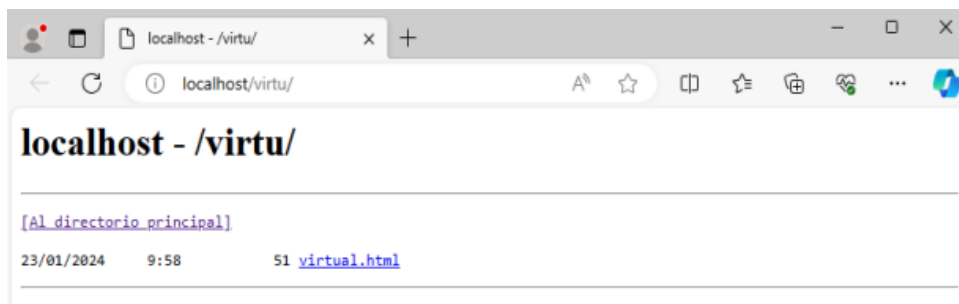 localhost - /virtu/
localhost/virtu/
localhost - /virtu/
[Al directorio principal]
23/01/2024 9:58 51 virtual.html